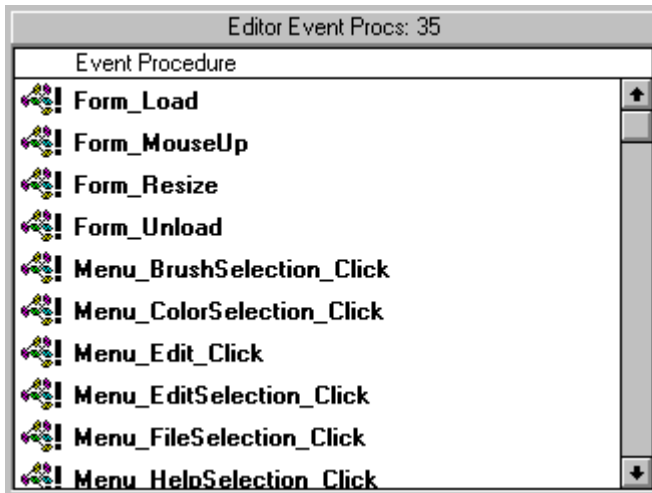 Editor Event Procs: 35
Event Procedure
Form_Load
Form_MouseUp
Form_Resize
Form_Unload
Menu_BrushSelection_Click
Menu_ColorSelection_Click
Menu_Edit_Click
Menu_EditSelection_Click
Menu_FileSelection_Click
Menu_HelpSelection_Click